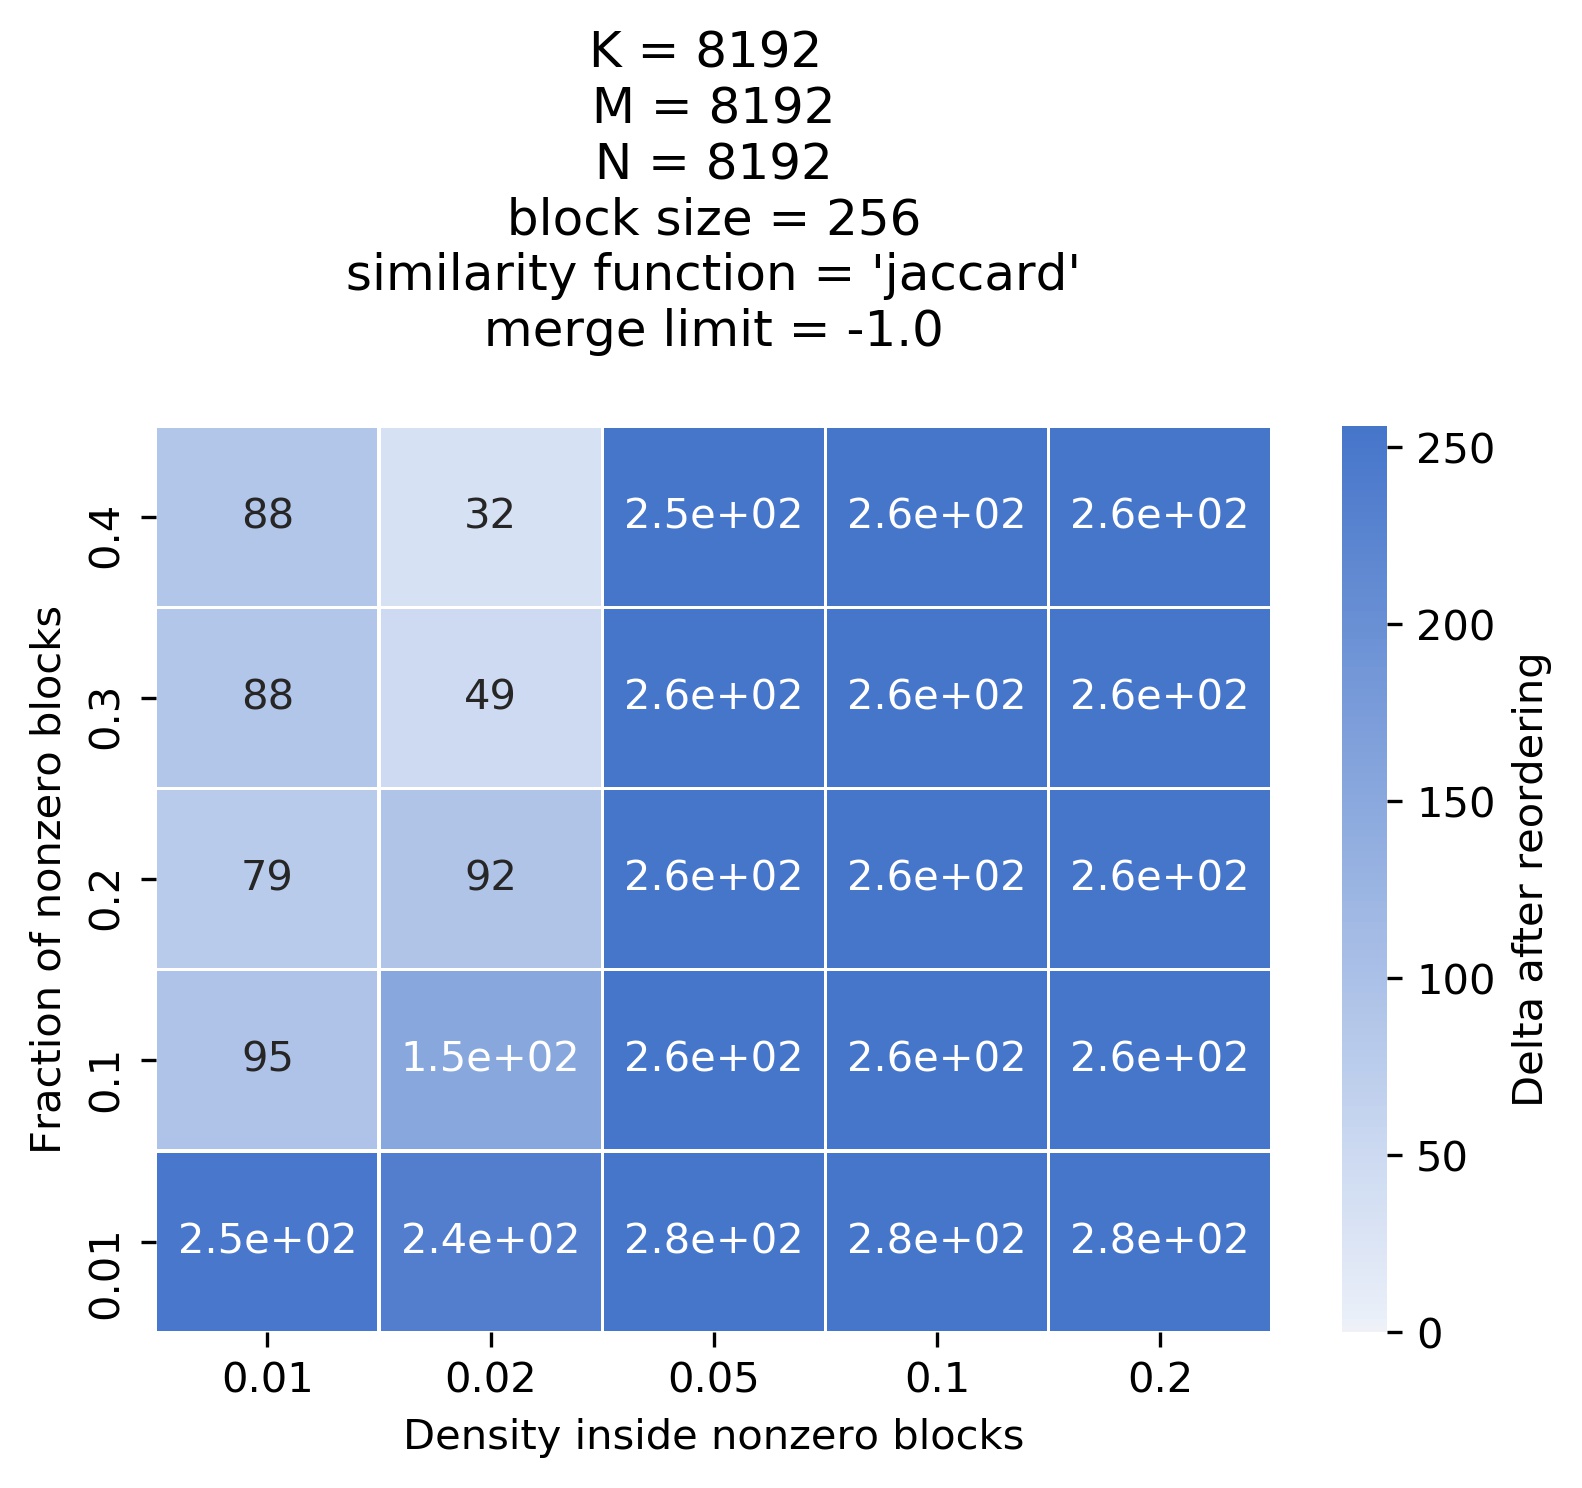 K = 8192
M = 8192
N = 8192
block size = 256
similarity function = 'jaccard'
merge limit = -1.0
Fraction of nonzero blocks
0.4 88 32 2.5e+02 2.6e+02 2.6e+02
0.3 88 49 2.6e+02 2.6e+02 2.6e+02
0.2 79 92 2.6e+02 2.6e+02 2.6e+02
0.1 95 1.5e+02 2.6e+02 2.6e+02 2.6e+02
0.01 2.5e+02 2.4e+02 2.8e+02 2.8e+02 2.8e+02
0.01 0.02 0.05 0.1 0.2
Density inside nonzero blocks
250
200
150
100
50
0
Delta after reordering